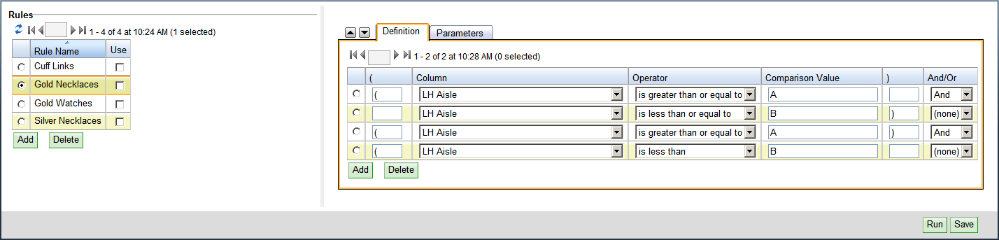 Rules
1 - 4 of 4 at 10:24 AM (1 selected)
Rule Name Use
Cuff Links
Gold Necklaces
Gold Watches
Silver Necklaces
Add Delete
Definition Parameters
1 - 2 of 2 at 10:28 AM (0 selected)
( Column Operator Comparison Value ) And/Or
( LH Aisle is greater than or equal to A And
LH Aisle is less than or equal to B ) (none)
( LH Aisle is greater than or equal to A ) And
( LH Aisle is less than B (none)
Add Delete
Run Save